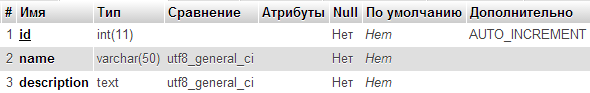 # Имя Тип Сравнение Атрибуты Null По умолчанию Дополнительно
1 id int(11) Нет Нет AUTO_INCREMENT
2 name varchar(50) utf8_general_ci Нет Нет
3 description text utf8_general_ci Нет Нет